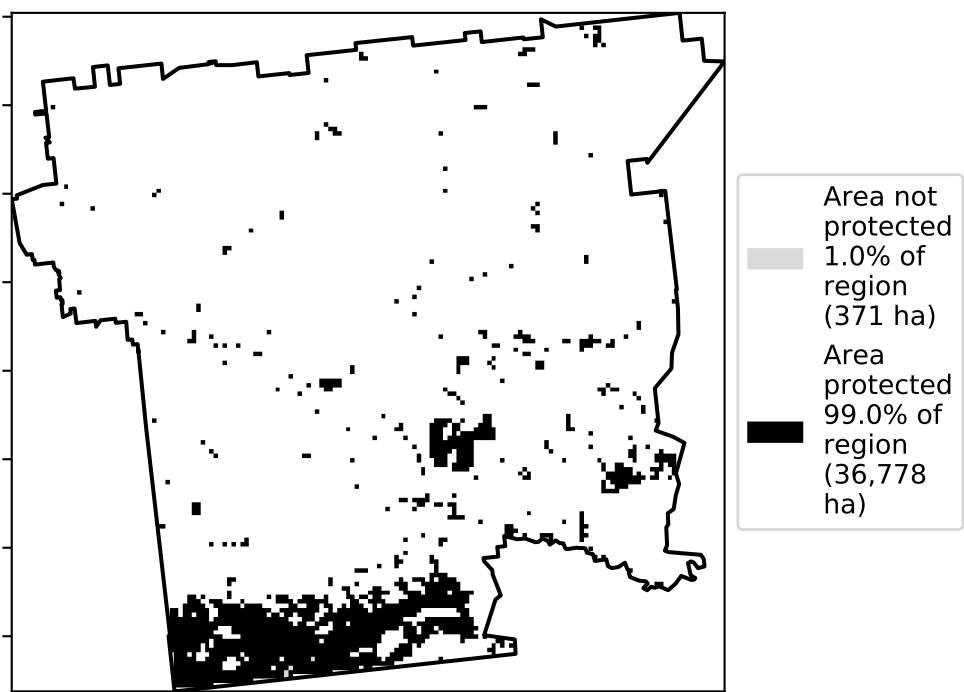 Area not
protected
1.0% of
region
(371 ha)
Area
protected
99.0% of
region
(36,778
ha)